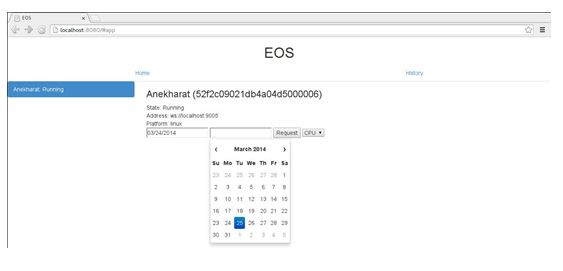 EOS
localhost:8080/#app
EOS
Home
History
Anekharat: Running
Anekharat (52f2c09021db4a04d5000006)
State: Running
Address: ws://localhost:9005
Platform: linux
03/24/2014
Request
CPU
‹ March 2014 ›
Su Mo Tu We Th Fr Sa
23 24 25 26 27 28 1
2 3 4 5 6 7 8
9 10 11 12 13 14 15
16 17 18 19 20 21 22
23 24 25 26 27 28 29
30 31 1 2 3 4 5